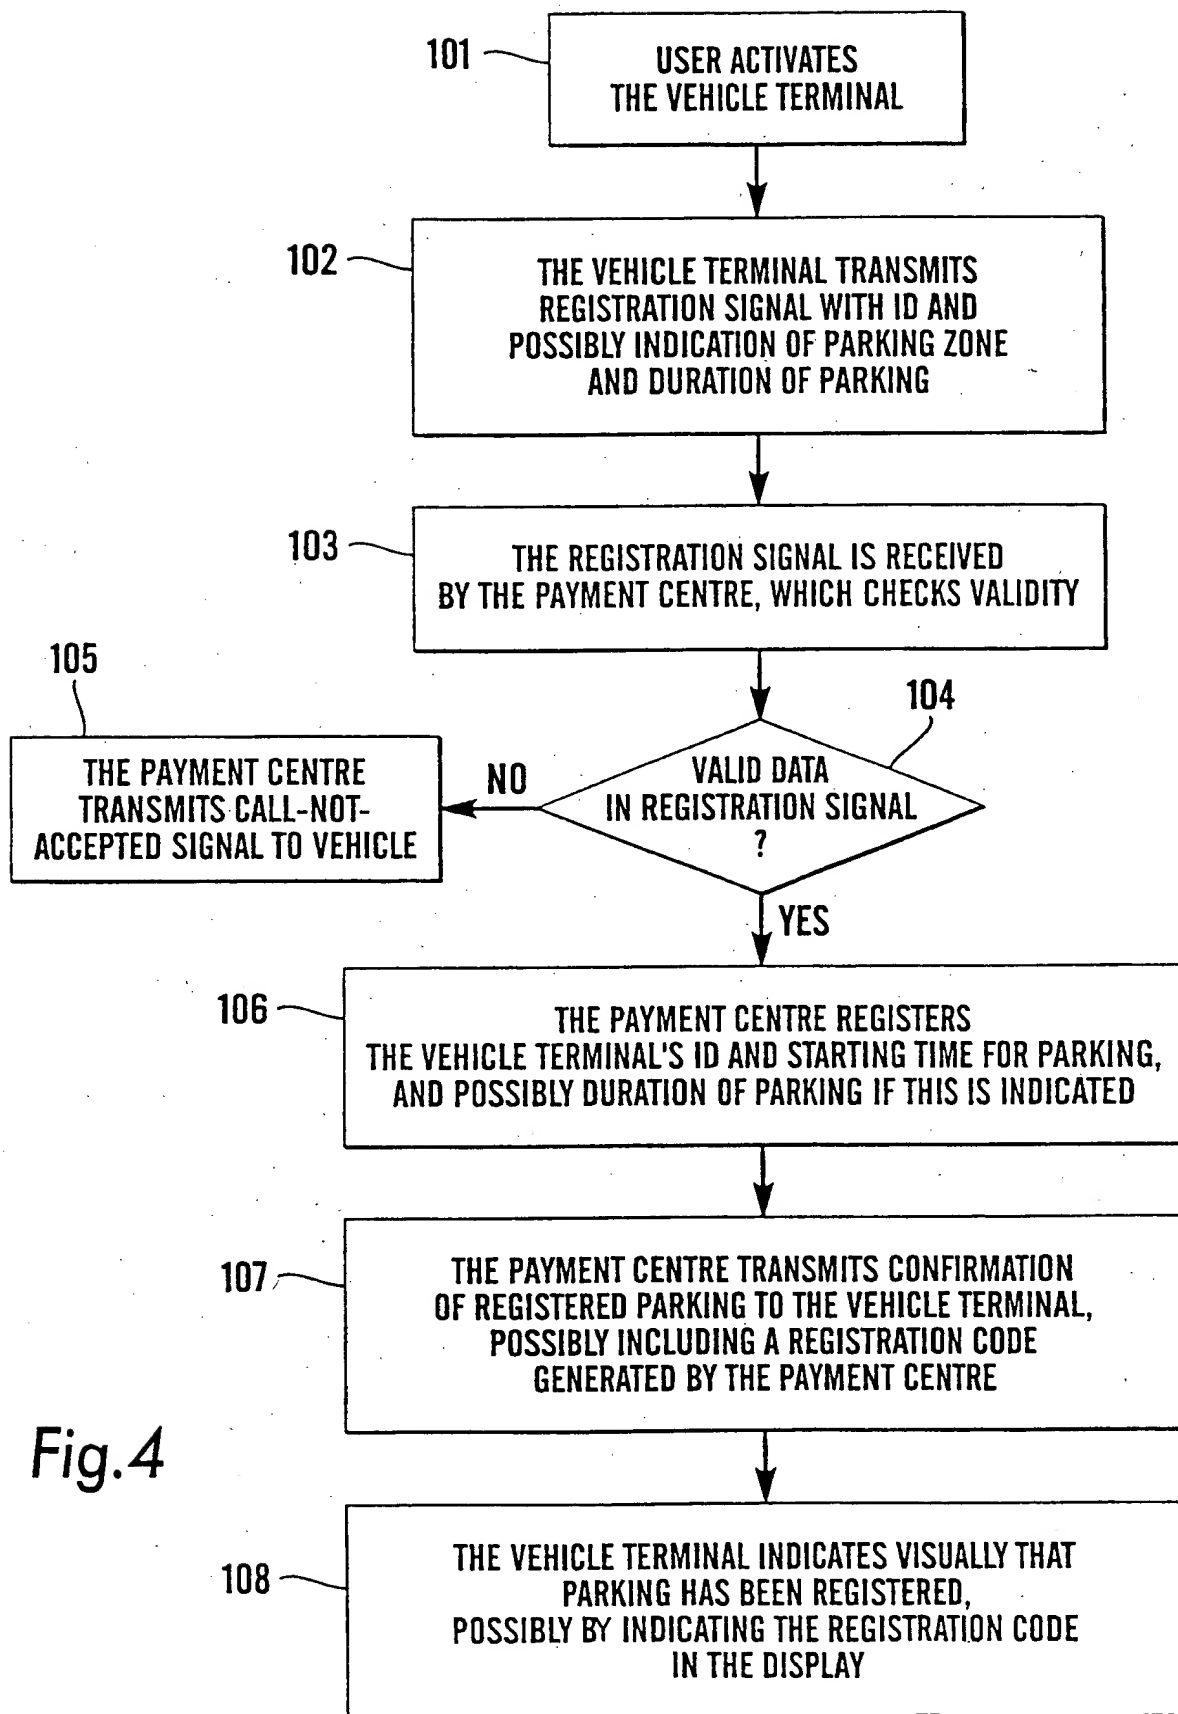 101
USER ACTIVATES
THE VEHICLE TERMINAL
102
THE VEHICLE TERMINAL TRANSMITS
REGISTRATION SIGNAL WITH ID AND
POSSIBLY INDICATION OF PARKING ZONE
AND DURATION OF PARKING
103
THE REGISTRATION SIGNAL IS RECEIVED
BY THE PAYMENT CENTRE, WHICH CHECKS VALIDITY
104
VALID DATA
IN REGISTRATION SIGNAL
?
NO
105
THE PAYMENT CENTRE
TRANSMITS CALL-NOT-
ACCEPTED SIGNAL TO VEHICLE
YES
106
THE PAYMENT CENTRE REGISTERS
THE VEHICLE TERMINAL'S ID AND STARTING TIME FOR PARKING,
AND POSSIBLY DURATION OF PARKING IF THIS IS INDICATED
107
THE PAYMENT CENTRE TRANSMITS CONFIRMATION
OF REGISTERED PARKING TO THE VEHICLE TERMINAL,
POSSIBLY INCLUDING A REGISTRATION CODE
GENERATED BY THE PAYMENT CENTRE
108
THE VEHICLE TERMINAL INDICATES VISUALLY THAT
PARKING HAS BEEN REGISTERED,
POSSIBLY BY INDICATING THE REGISTRATION CODE
IN THE DISPLAY
Fig.4